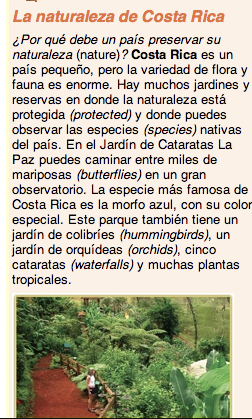 La naturaleza de Costa Rica
¿Por qué debe un país preservar su
naturaleza (nature)? Costa Rica es un
país pequeño, pero la variedad de flora y
fauna es enorme. Hay muchos jardines y
reservas en donde la naturaleza está
protegida (protected) y donde puedes
observar las especies (species) nativas
del país. En el Jardín de Cataratas La
Paz puedes caminar entre miles de
mariposas (butterflies) en un gran
observatorio. La especie más famosa de
Costa Rica es la morfo azul, con su color
especial. Este parque también tiene un
jardín de colibríes (hummingbirds), un
jardín de orquídeas (orchids), cinco
cataratas (waterfalls) y muchas plantas
tropicales.